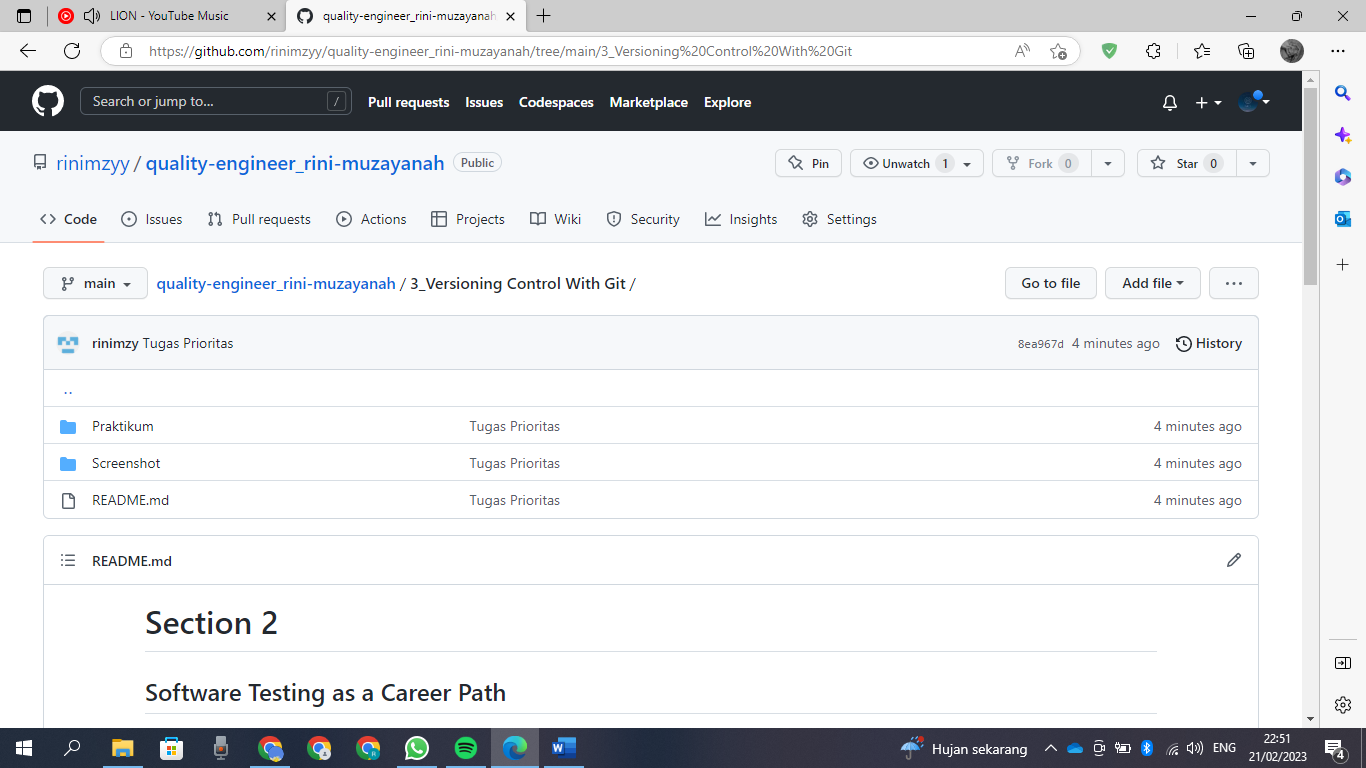 LION - YouTube Music
quality-engineer_rini-muzayanah
https://github.com/rinimzyy/quality-engineer_rini-muzayanah/tree/main/3_Versioning%20Control%20With%20Git
Search or jump to... /
Pull requests Issues Codespaces Marketplace Explore
rinimzyy / quality-engineer_rini-muzayanah Public
Pin Unwatch 1 Fork 0 Star 0
Code Issues Pull requests Actions Projects Wiki Security Insights Settings
main quality-engineer_rini-muzayanah / 3_Versioning Control With Git /
Go to file Add file ...
rinimzy Tugas Prioritas 8ea967d 4 minutes ago History
..
Praktikum Tugas Prioritas 4 minutes ago
Screenshot Tugas Prioritas 4 minutes ago
README.md Tugas Prioritas 4 minutes ago
README.md
Section 2
Software Testing as a Career Path
Hujan sekarang ENG 22:51
21/02/2023 4